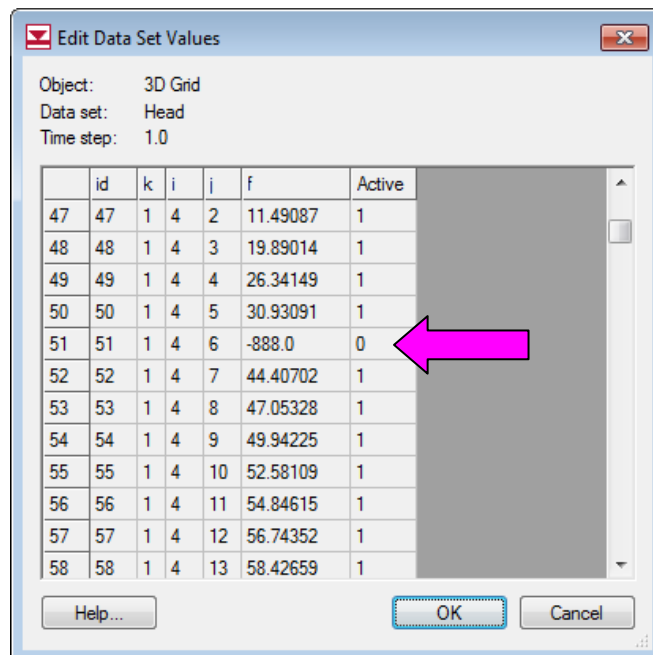 Edit Data Set Values
Object: 3D Grid
Data set: Head
Time step: 1.0
id k i j f Active
47 47 1 4 2 11.49087 1
48 48 1 4 3 19.89014 1
49 49 1 4 4 26.34149 1
50 50 1 4 5 30.93091 1
51 51 1 4 6 -888.0 0
52 52 1 4 7 44.40702 1
53 53 1 4 8 47.05328 1
54 54 1 4 9 49.94225 1
55 55 1 4 10 52.58109 1
56 56 1 4 11 54.84615 1
57 57 1 4 12 56.74352 1
58 58 1 4 13 58.42659 1
Help... OK Cancel